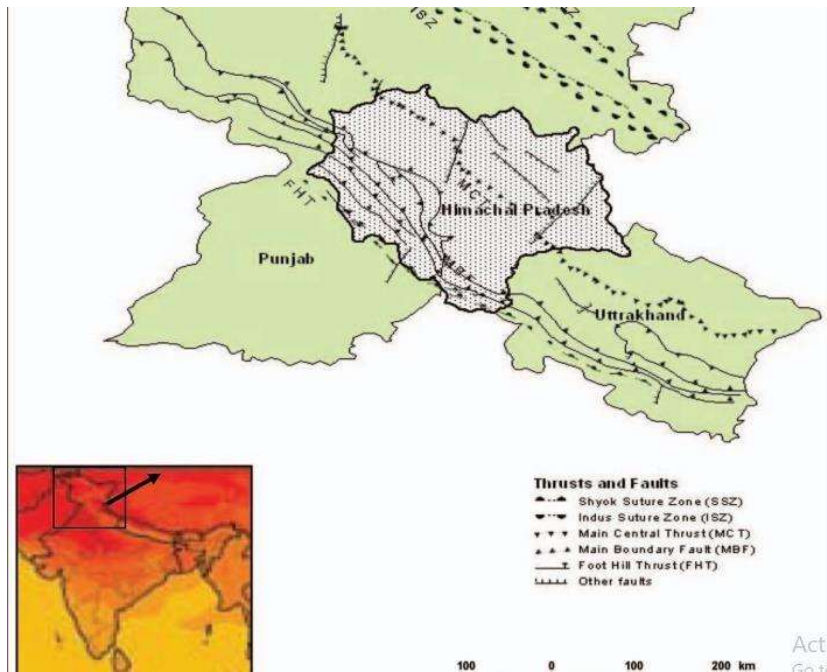 ISZ
Z
FHT
MCT
Himachal Pradesh
Punjab
Uttrakhand
Thrusts and Faults
Shyok Suture Zone (SSZ)
Indus Suture Zone (ISZ)
Main Central Thrust (MCT)
Main Boundary Fault (MBF)
Foot Hill Thrust (FHT)
Other faults
100 0 100 200 km
Act
Go to